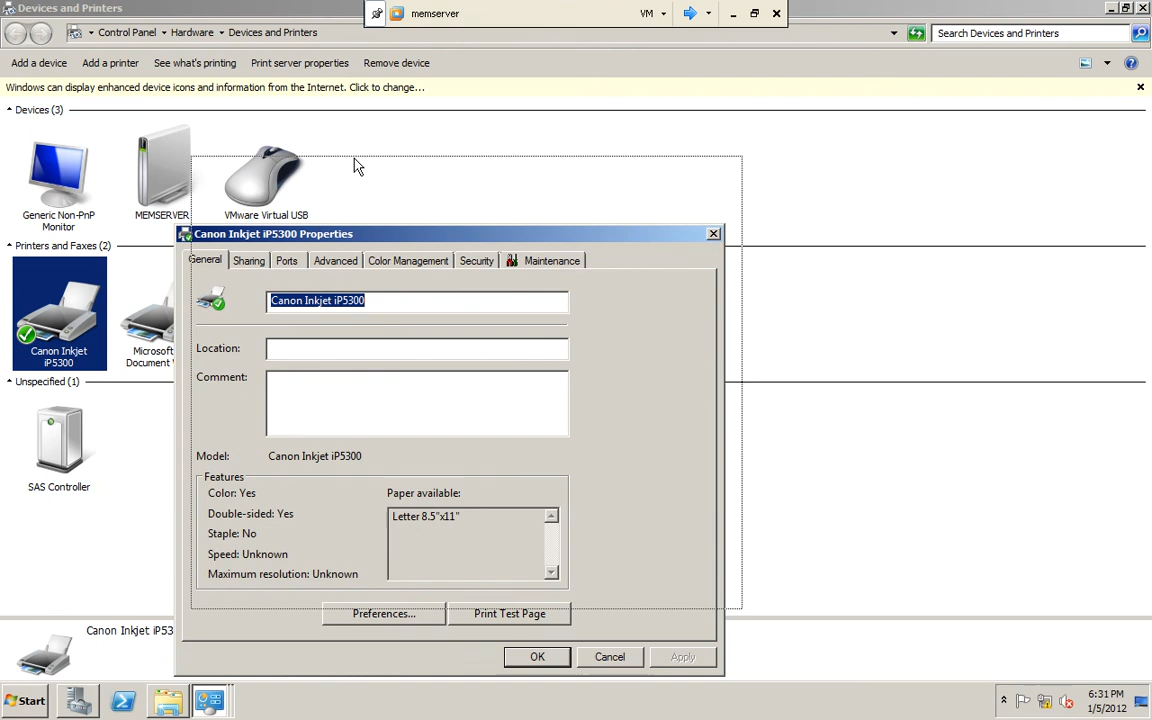 Devices and Printers
memserver
VM
Control Panel
Hardware
Devices and Printers
Search Devices and Printers
Add a device
Add a printer
See what's printing
Print server properties
Remove device
Windows can display enhanced device icons and information from the Internet. Click to change...
Devices (3)
Generic Non-PnP
Monitor
MEMSERVER
VMware Virtual USB
Printers and Faxes (2)
Canon Inkjet
iP5300
Microsoft
Document
Unspecified (1)
SAS Controller
Canon Inkjet iP5300 Properties
General
Sharing
Ports
Advanced
Color Management
Security
Maintenance
Canon Inkjet iP5300
Location:
Comment:
Model:
Canon Inkjet iP5300
Features
Color: Yes
Double-sided: Yes
Staple: No
Speed: Unknown
Maximum resolution: Unknown
Paper available:
Letter 8.5"x11"
Preferences...
Print Test Page
OK
Cancel
Apply
Canon Inkjet iP53
Start
6:31 PM
1/5/2012